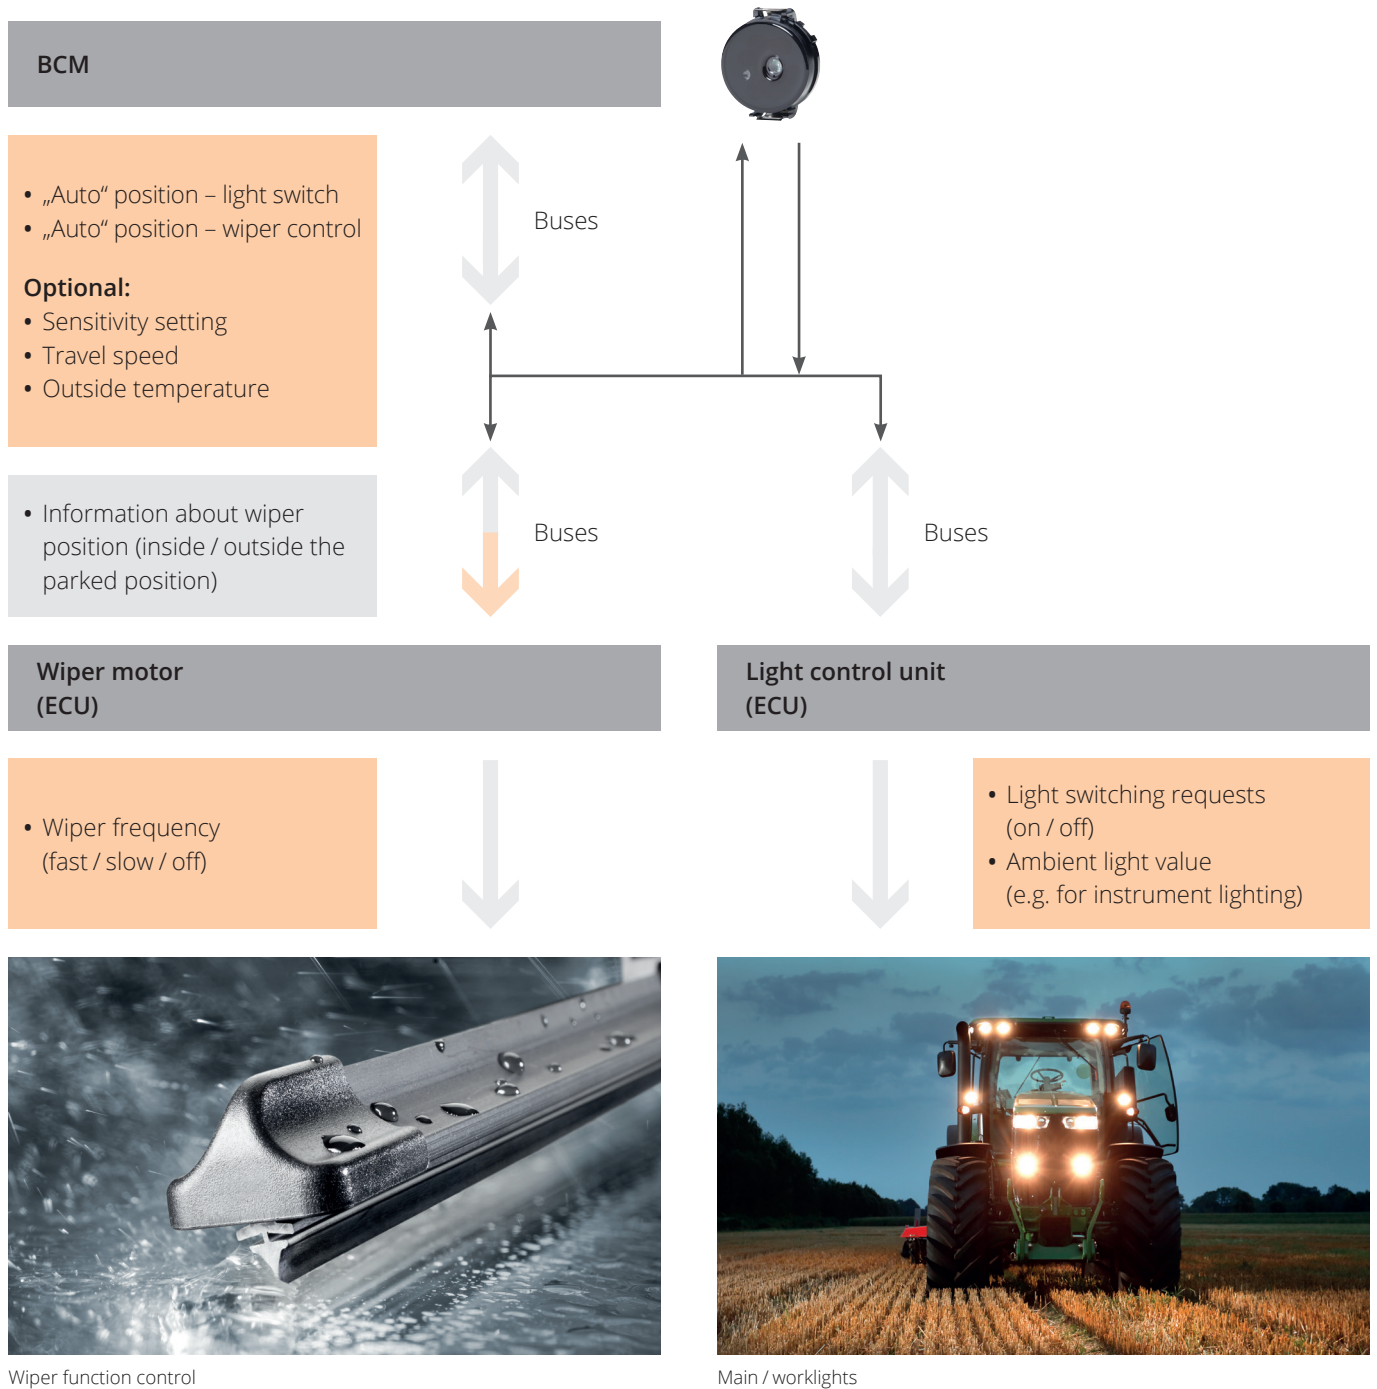 BCM
• „Auto“ position – light switch
• „Auto“ position – wiper control
Optional:
• Sensitivity setting
• Travel speed
• Outside temperature
Buses
• Information about wiper
position (inside / outside the
parked position)
Buses
Buses
Wiper motor
(ECU)
Light control unit
(ECU)
• Wiper frequency
(fast / slow / off)
• Light switching requests
(on / off)
• Ambient light value
(e.g. for instrument lighting)
Wiper function control
Main / worklights